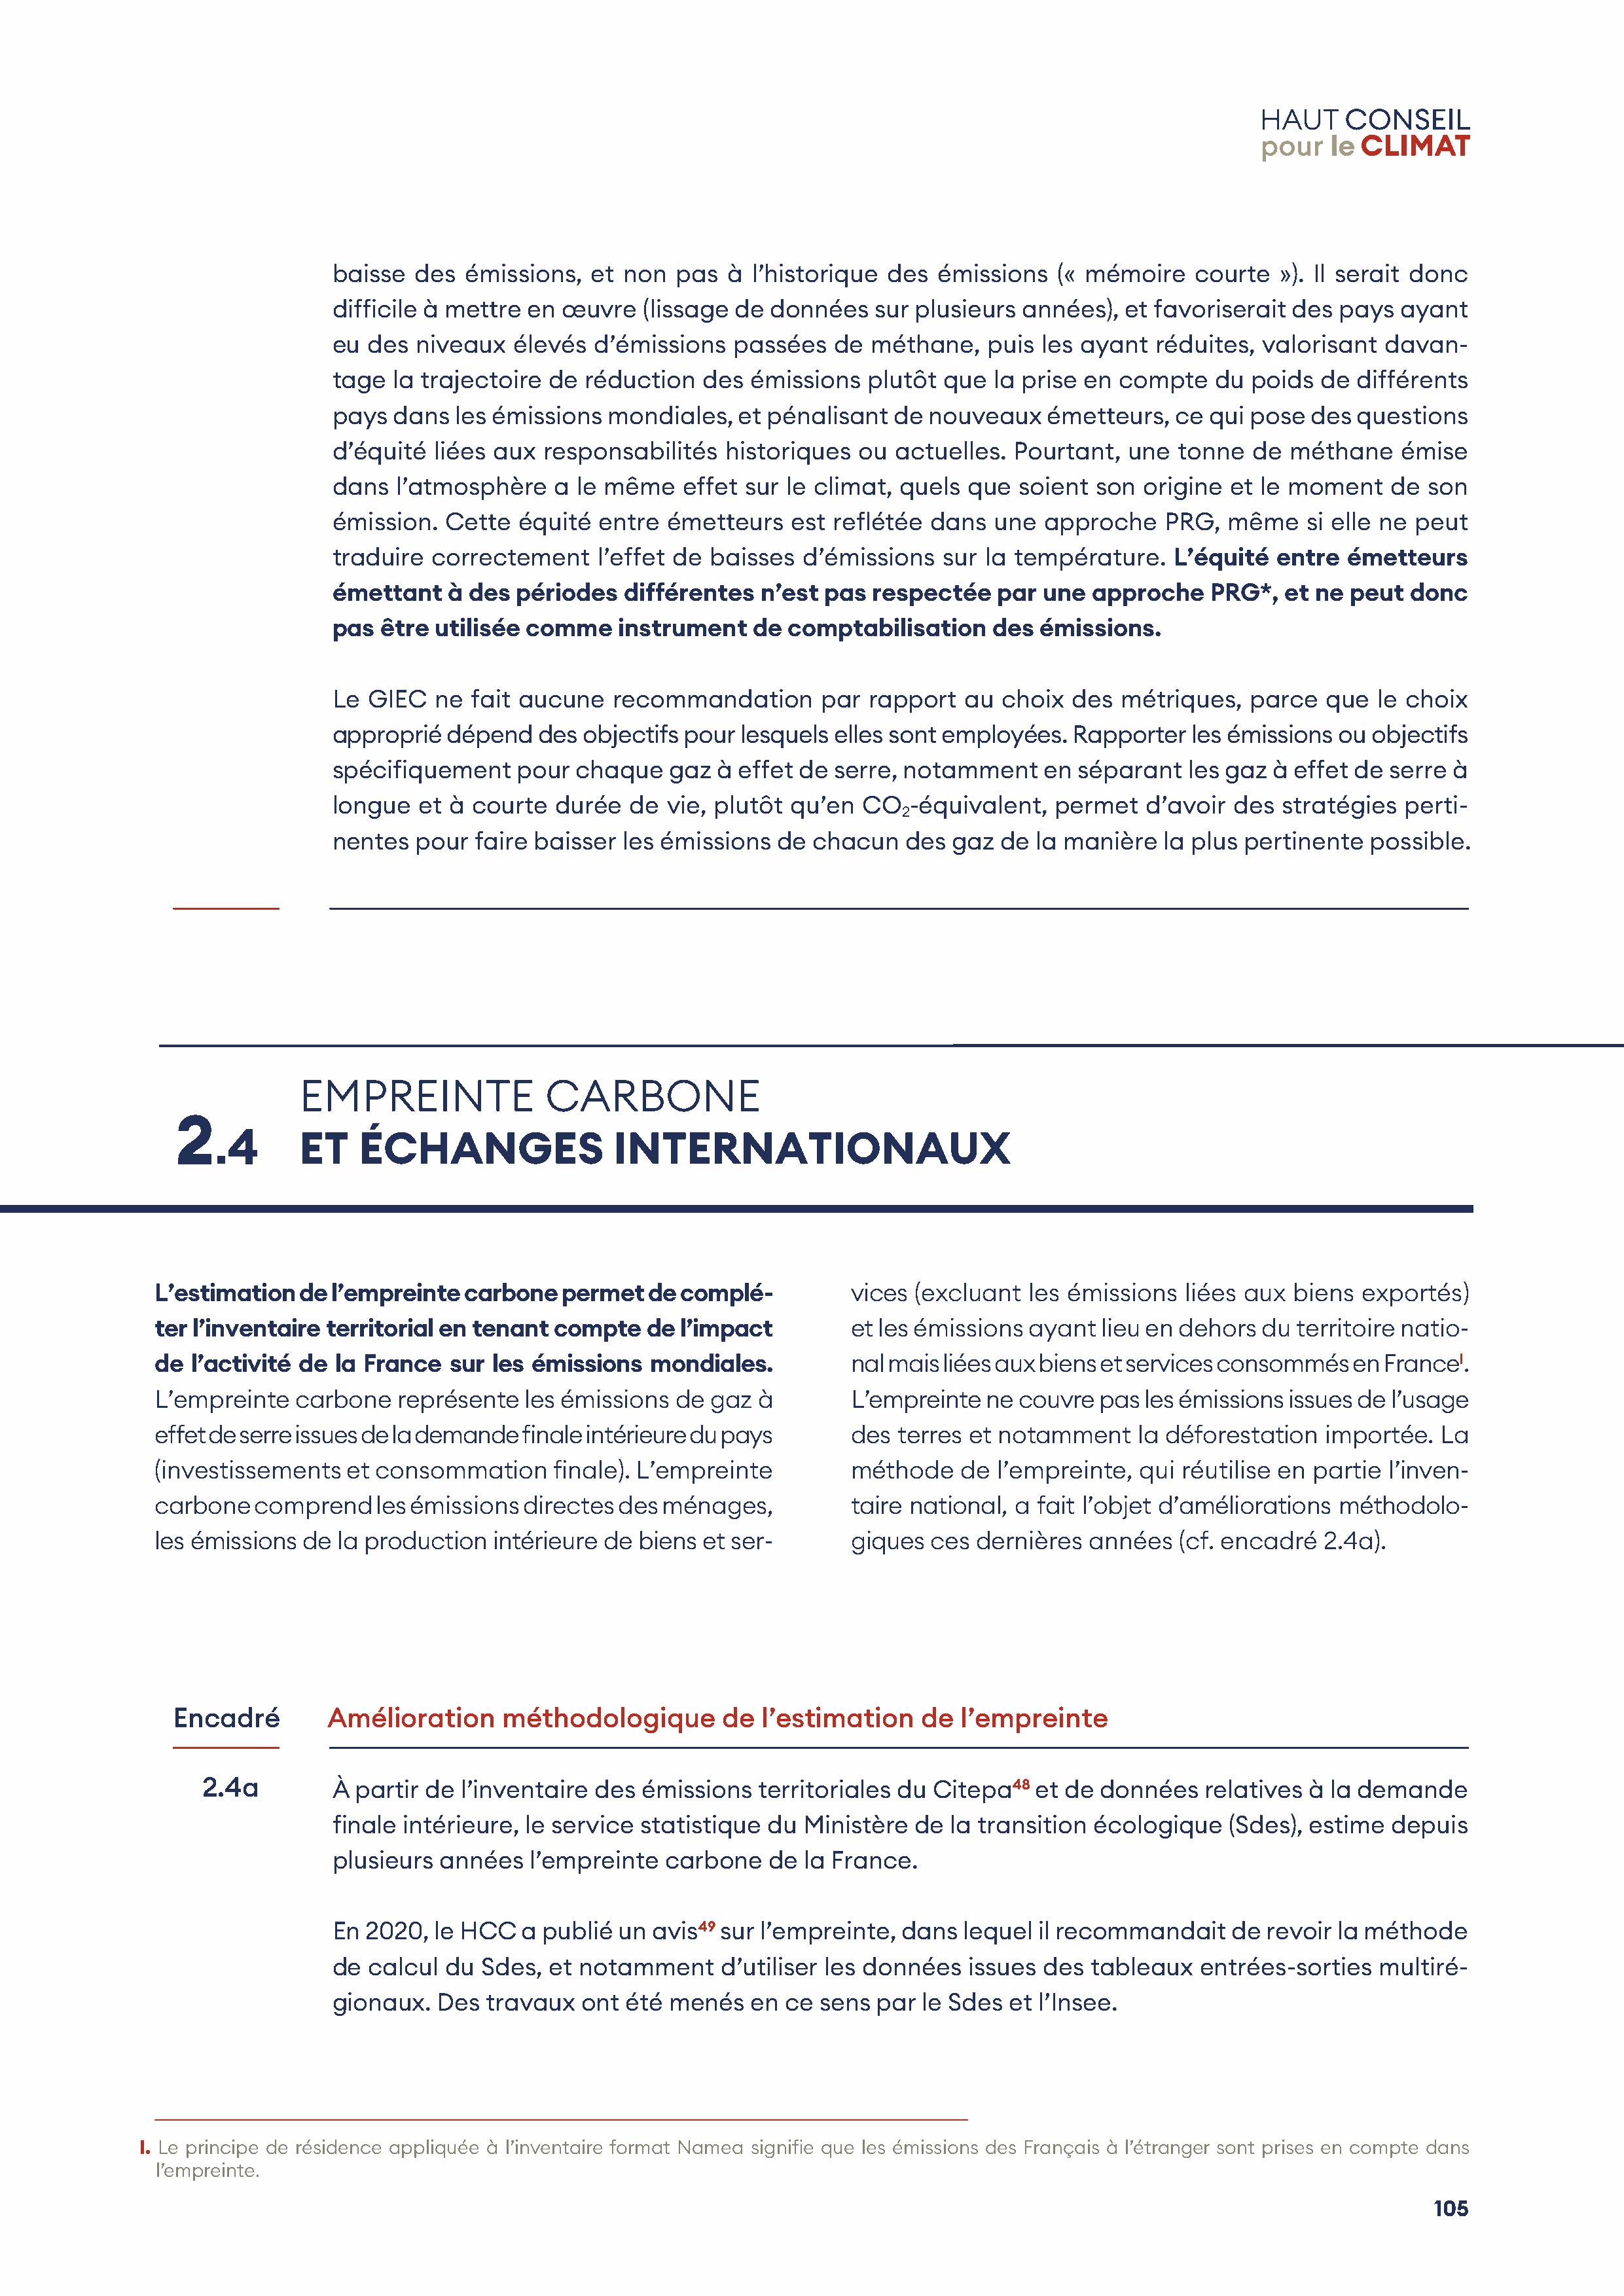 HAUT CONSEIL
pour le CLIMAT
baisse des émissions, et non pas à l’historique des émissions (« mémoire courte »). Il serait donc
difficile à mettre en œuvre (lissage de données sur plusieurs années), et favoriserait des pays ayant
eu des niveaux élevés d’émissions passées de méthane, puis les ayant réduites, valorisant davan-
tage la trajectoire de réduction des émissions plutôt que la prise en compte du poids de différents
pays dans les émissions mondiales, et pénalisant de nouveaux émetteurs, ce qui pose des questions
d’équité liées aux responsabilités historiques ou actuelles. Pourtant, une tonne de méthane émise
dans l’atmosphère a le même effet sur le climat, quels que soient son origine et le moment de son
émission. Cette équité entre émetteurs est reflétée dans une approche PRG, même si elle ne peut
traduire correctement l’effet de baisses d’émissions sur la température. L’équité entre émetteurs
émettant à des périodes différentes n’est pas respectée par une approche PRG*, et ne peut donc
pas être utilisée comme instrument de comptabilisation des émissions.
Le GIEC ne fait aucune recommandation par rapport au choix des métriques, parce que le choix
approprié dépend des objectifs pour lesquels elles sont employées. Rapporter les émissions ou objectifs
spécifiquement pour chaque gaz à effet de serre, notamment en séparant les gaz à effet de serre à
longue et à courte durée de vie, plutôt qu’en CO₂-équivalent, permet d’avoir des stratégies perti-
nentes pour faire baisser les émissions de chacun des gaz de la manière la plus pertinente possible.
2.4
EMPREINTE CARBONE
ET ÉCHANGES INTERNATIONAUX
L’estimation de l’empreinte carbone permet de complé-
ter l’inventaire territorial en tenant compte de l’impact
de l’activité de la France sur les émissions mondiales.
L’empreinte carbone représente les émissions de gaz à
effet de serre issues de la demande finale intérieure du pays
(investissements et consommation finale). L’empreinte
carbone comprend les émissions directes des ménages,
les émissions de la production intérieure de biens et ser-
vices (excluant les émissions liées aux biens exportés)
et les émissions ayant lieu en dehors du territoire natio-
nal mais liées aux biens et services consommés en Franceᴵ.
L’empreinte ne couvre pas les émissions issues de l’usage
des terres et notamment la déforestation importée. La
méthode de l’empreinte, qui réutilise en partie l’inven-
taire national, a fait l’objet d’améliorations méthodolo-
giques ces dernières années (cf. encadré 2.4a).
Encadré
2.4a
Amélioration méthodologique de l’estimation de l’empreinte
À partir de l’inventaire des émissions territoriales du Citepa⁴⁸ et de données relatives à la demande
finale intérieure, le service statistique du Ministère de la transition écologique (Sdes), estime depuis
plusieurs années l’empreinte carbone de la France.
En 2020, le HCC a publié un avis⁴⁹ sur l’empreinte, dans lequel il recommandait de revoir la méthode
de calcul du Sdes, et notamment d’utiliser les données issues des tableaux entrées-sorties multiré-
gionaux. Des travaux ont été menés en ce sens par le Sdes et l’Insee.
I. Le principe de résidence appliquée à l’inventaire format Namea signifie que les émissions des Français à l’étranger sont prises en compte dans
l’empreinte.
105